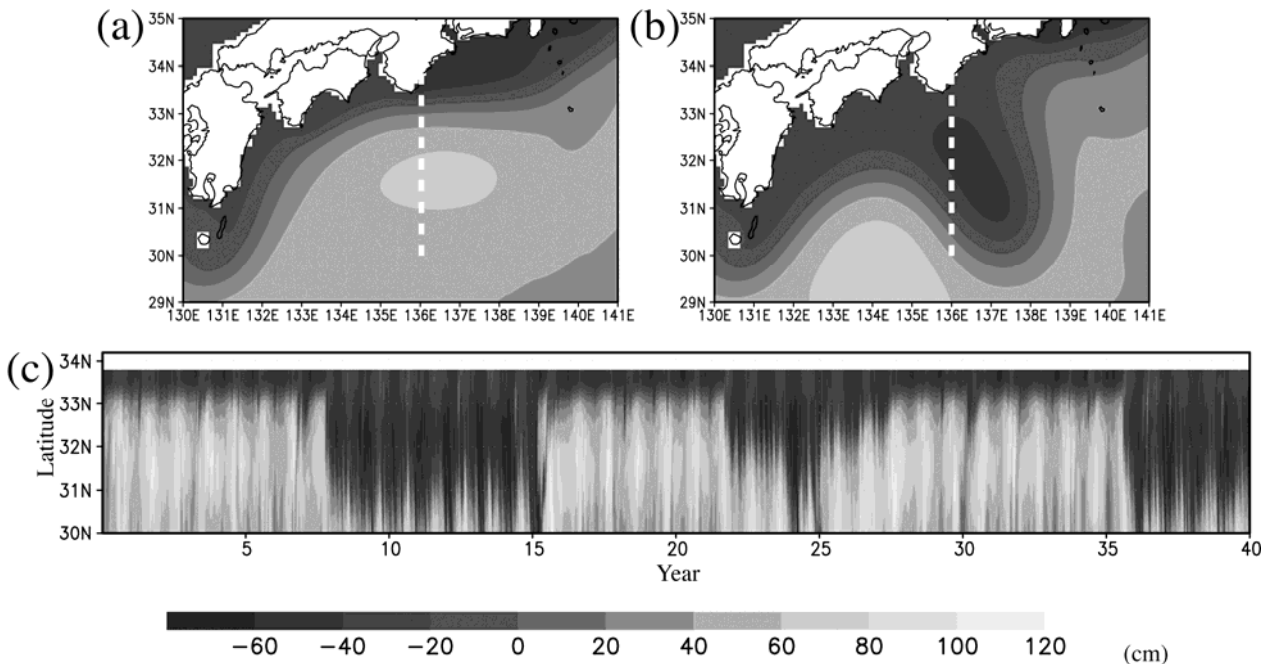 (a)
35N
34N
33N
32N
31N
30N
29N
130E 131E 132E 133E 134E 135E 136E 137E 138E 139E 140E 141E
(b)
35N
34N
33N
32N
31N
30N
29N
130E 131E 132E 133E 134E 135E 136E 137E 138E 139E 140E 141E
(c)
Latitude
34N
33N
32N
31N
30N
5 10 15 20 25 30 35 40
Year
−60 −40 −20 0 20 40 60 80 100 120 (cm)